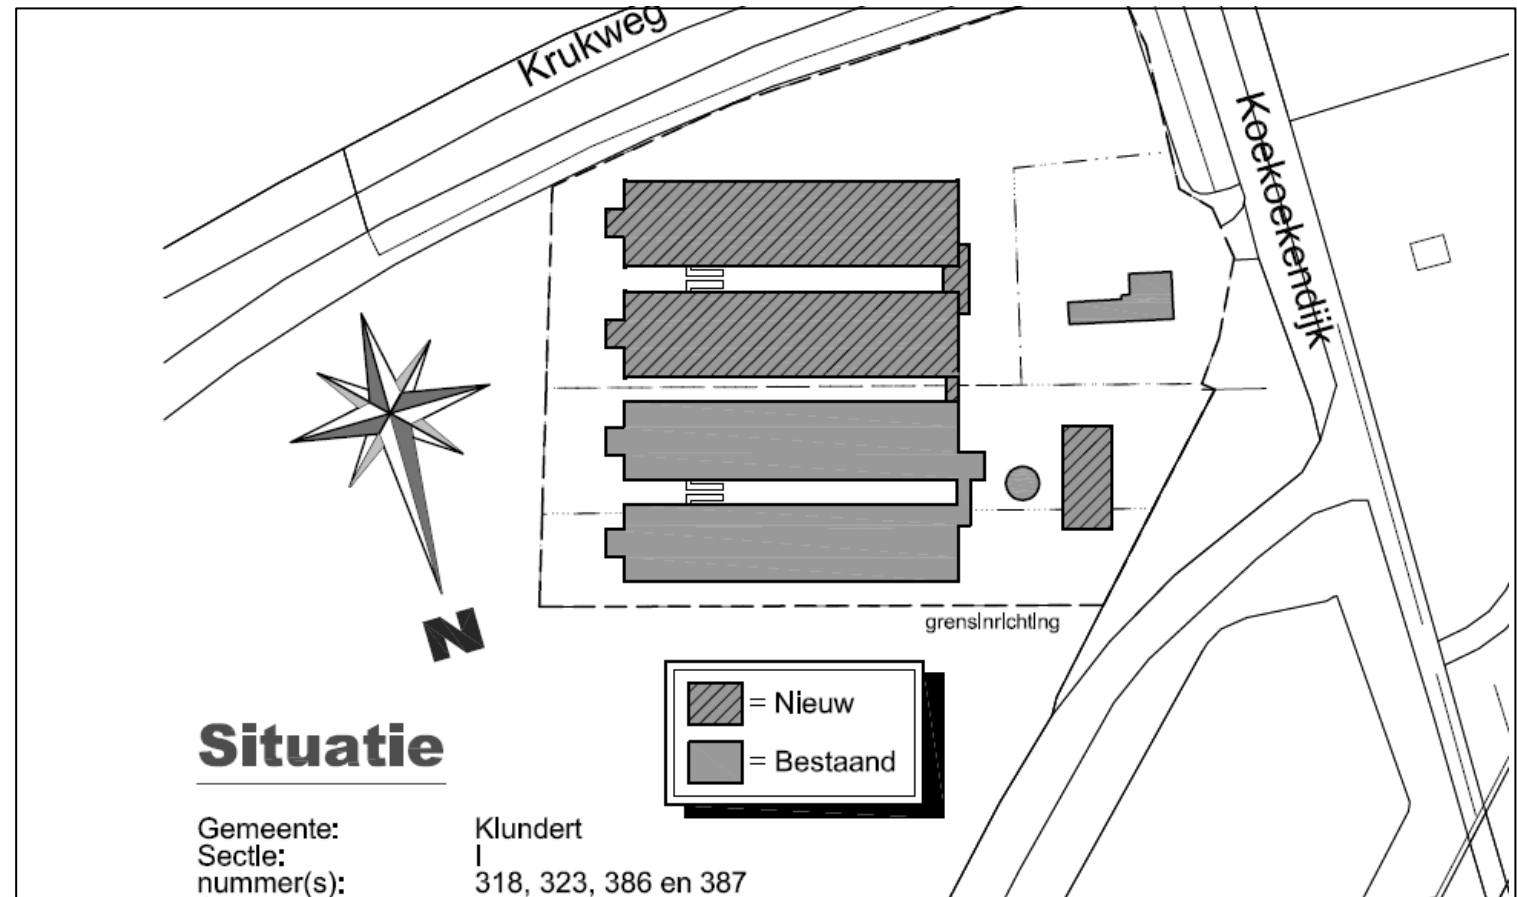 Krukweg
Koekoekendijk
grensinrichting
N
= Nieuw
= Bestaand
Situatie
Gemeente: Klundert
Sectie: I
nummer(s): 318, 323, 386 en 387